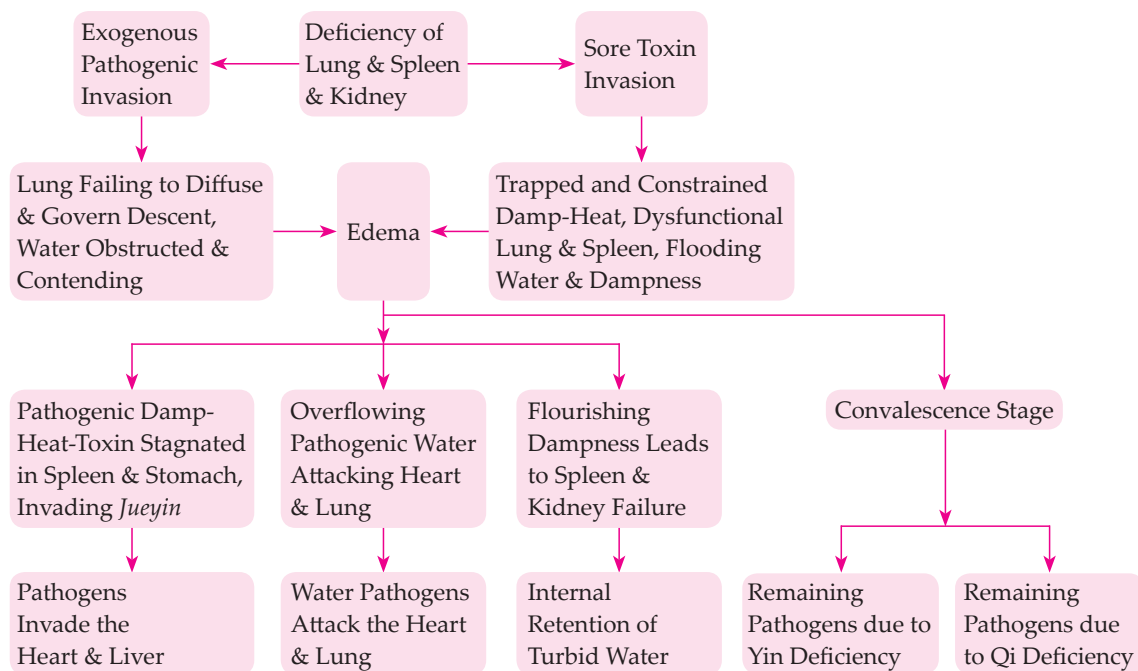 Exogenous
Pathogenic
Invasion
Deficiency of
Lung & Spleen
& Kidney
Sore Toxin
Invasion
Lung Failing to Diffuse
& Govern Descent,
Water Obstructed &
Contending
Edema
Trapped and Constrained
Damp-Heat, Dysfunctional
Lung & Spleen, Flooding
Water & Dampness
Pathogenic Damp-
Heat-Toxin Stagnated
in Spleen & Stomach,
Invading Jueyin
Overflowing
Pathogenic Water
Attacking Heart
& Lung
Flourishing
Dampness Leads
to Spleen &
Kidney Failure
Convalescence Stage
Pathogens
Invade the
Heart & Liver
Water Pathogens
Attack the Heart
& Lung
Internal
Retention of
Turbid Water
Remaining
Pathogens due to
Yin Deficiency
Remaining
Pathogens due
to Qi Deficiency